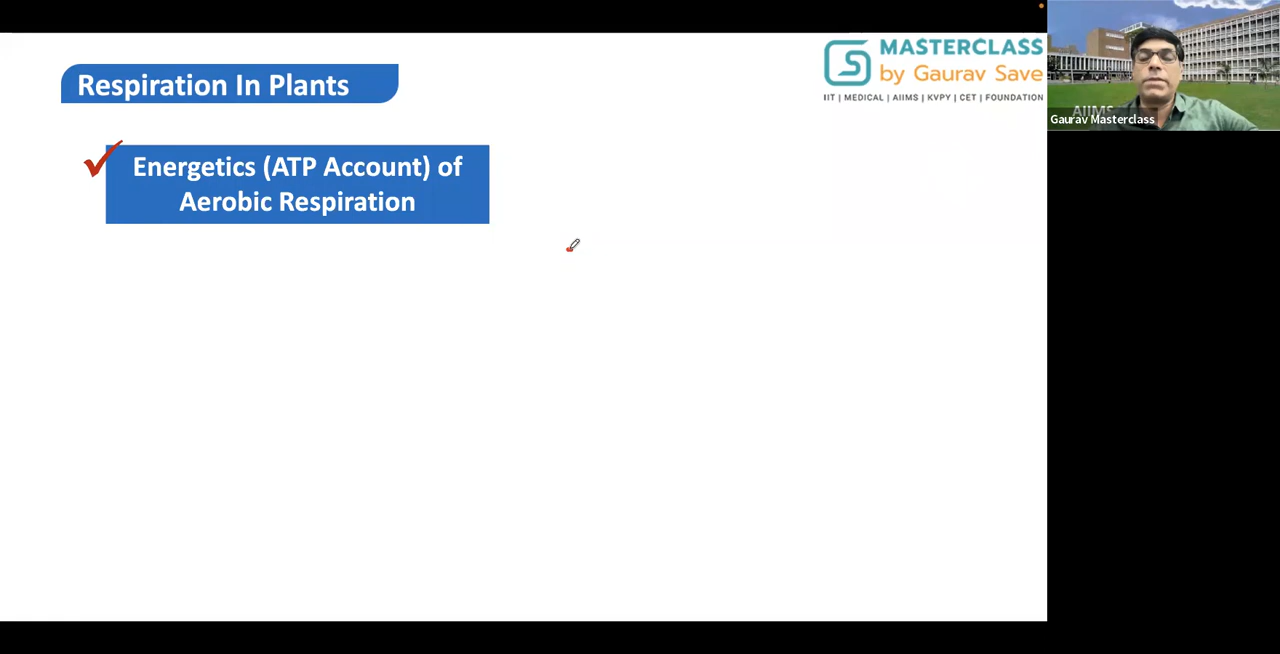 Respiration In Plants
MASTERCLASS
by Gaurav Save
IIT | MEDICAL | AIIMS | KVPY | CET | FOUNDATION
Energetics (ATP Account) of
Aerobic Respiration
AIIMS
Gaurav Masterclass